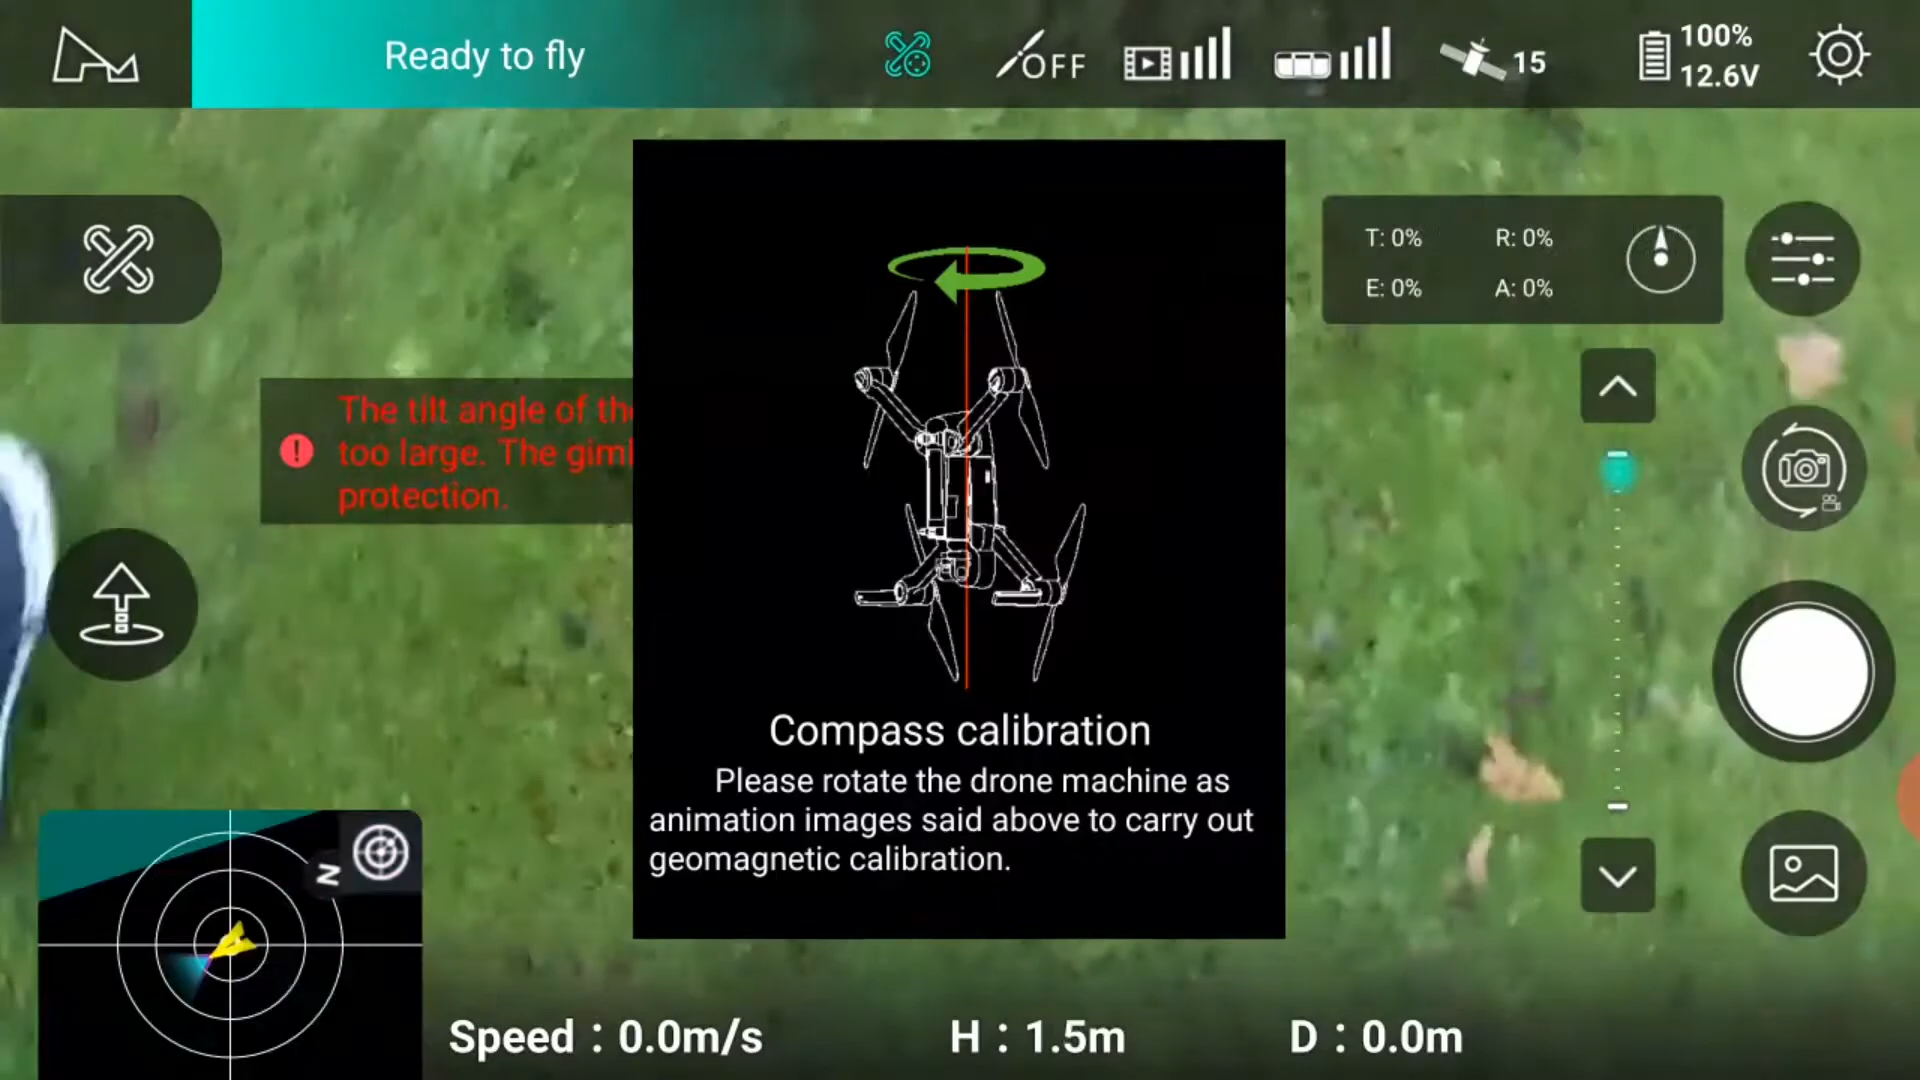 Ready to fly
OFF
15
100%
12.6V
T: 0%
R: 0%
E: 0%
A: 0%
The tilt angle of the
too large. The gim
protection.
Compass calibration
Please rotate the drone machine as
animation images said above to carry out
geomagnetic calibration.
N
Speed : 0.0m/s
H : 1.5m
D : 0.0m